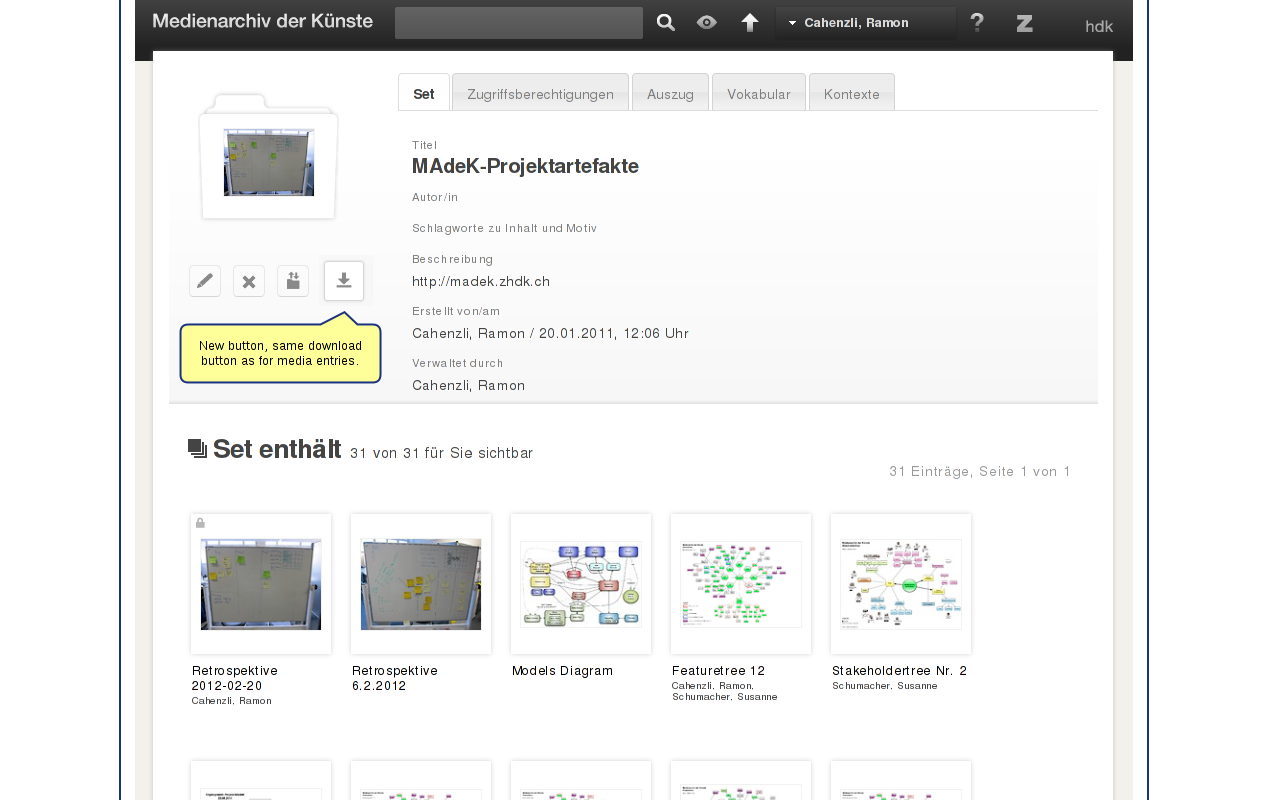 Medienarchiv der Künste
Cahenzli, Ramon
?
Z
hdk
Set
Zugriffsberechtigungen
Auszug
Vokabular
Kontexte
Titel
MAdeK-Projektartefakte
Autor/in
Schlagworte zu Inhalt und Motiv
Beschreibung
http://madek.zhdk.ch
Erstellt von/am
Cahenzli, Ramon / 20.01.2011, 12:06 Uhr
Verwaltet durch
Cahenzli, Ramon
New button, same download
button as for media entries.
Set enthält 31 von 31 für Sie sichtbar
31 Einträge, Seite 1 von 1
Retrospektive
2012-02-20
Cahenzli, Ramon
Retrospektive
6.2.2012
Models Diagram
Featuretree 12
Cahenzli, Ramon,
Schumacher, Susanne
Stakeholdertree Nr. 2
Schumacher, Susanne